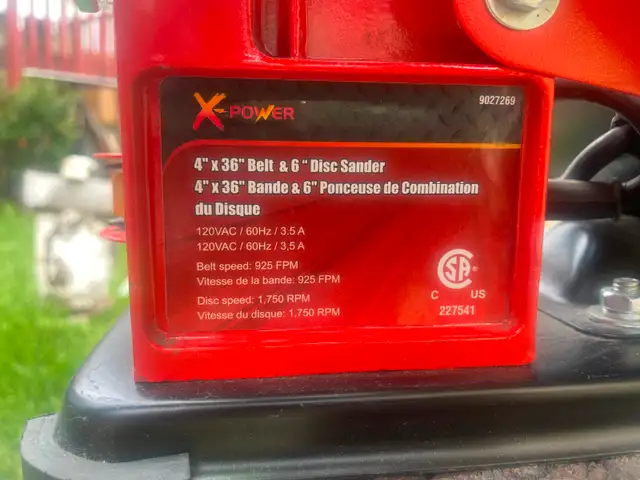 X-POWER
9027269
4" x 36" Belt & 6 “ Disc Sander
4" x 36" Bande & 6" Ponceuse de Combination
du Disque
120VAC / 60Hz / 3.5 A
120VAC / 60Hz / 3,5 A
Belt speed: 925 FPM
Vitesse de la bande: 925 FPM
Disc speed: 1,750 RPM
Vitesse du disque: 1,750 RPM
CSA
C US
227541